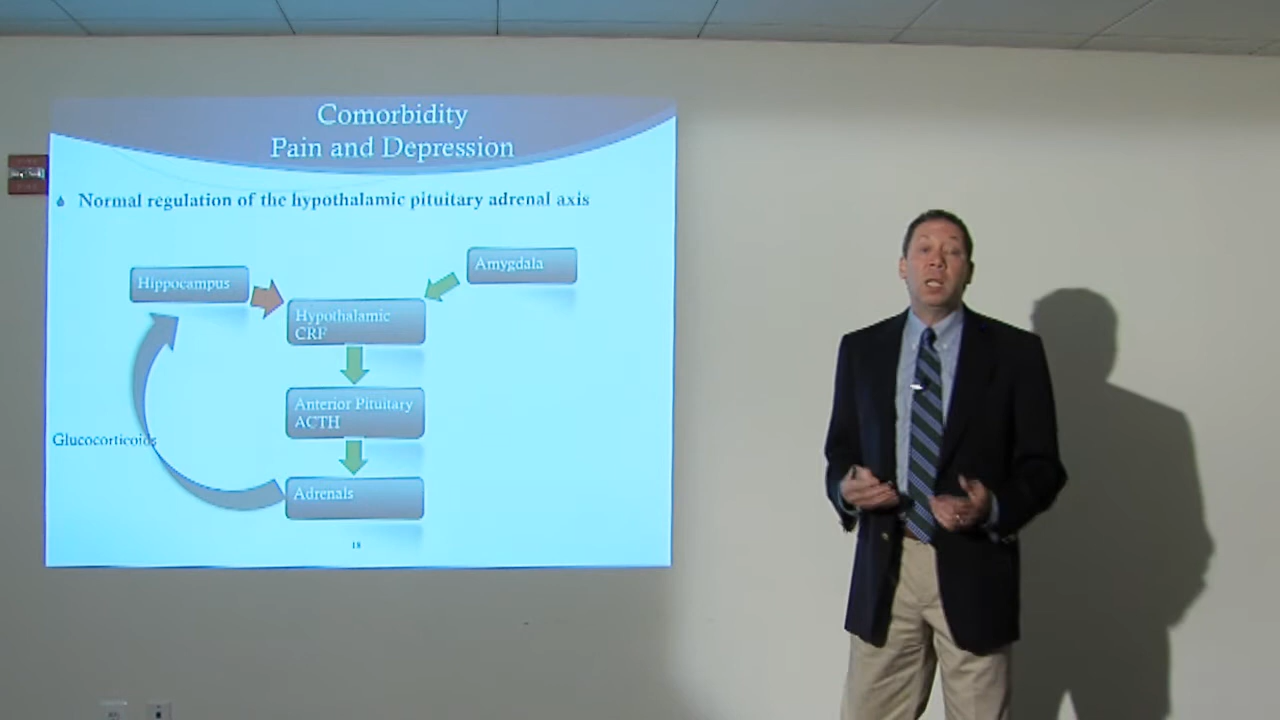 Comorbidity
Pain and Depression
Normal regulation of the hypothalamic pituitary adrenal axis
Hippocampus
Amygdala
Hypothalamic
CRF
Anterior Pituitary
ACTH
Glucocorticoids
Adrenals
18